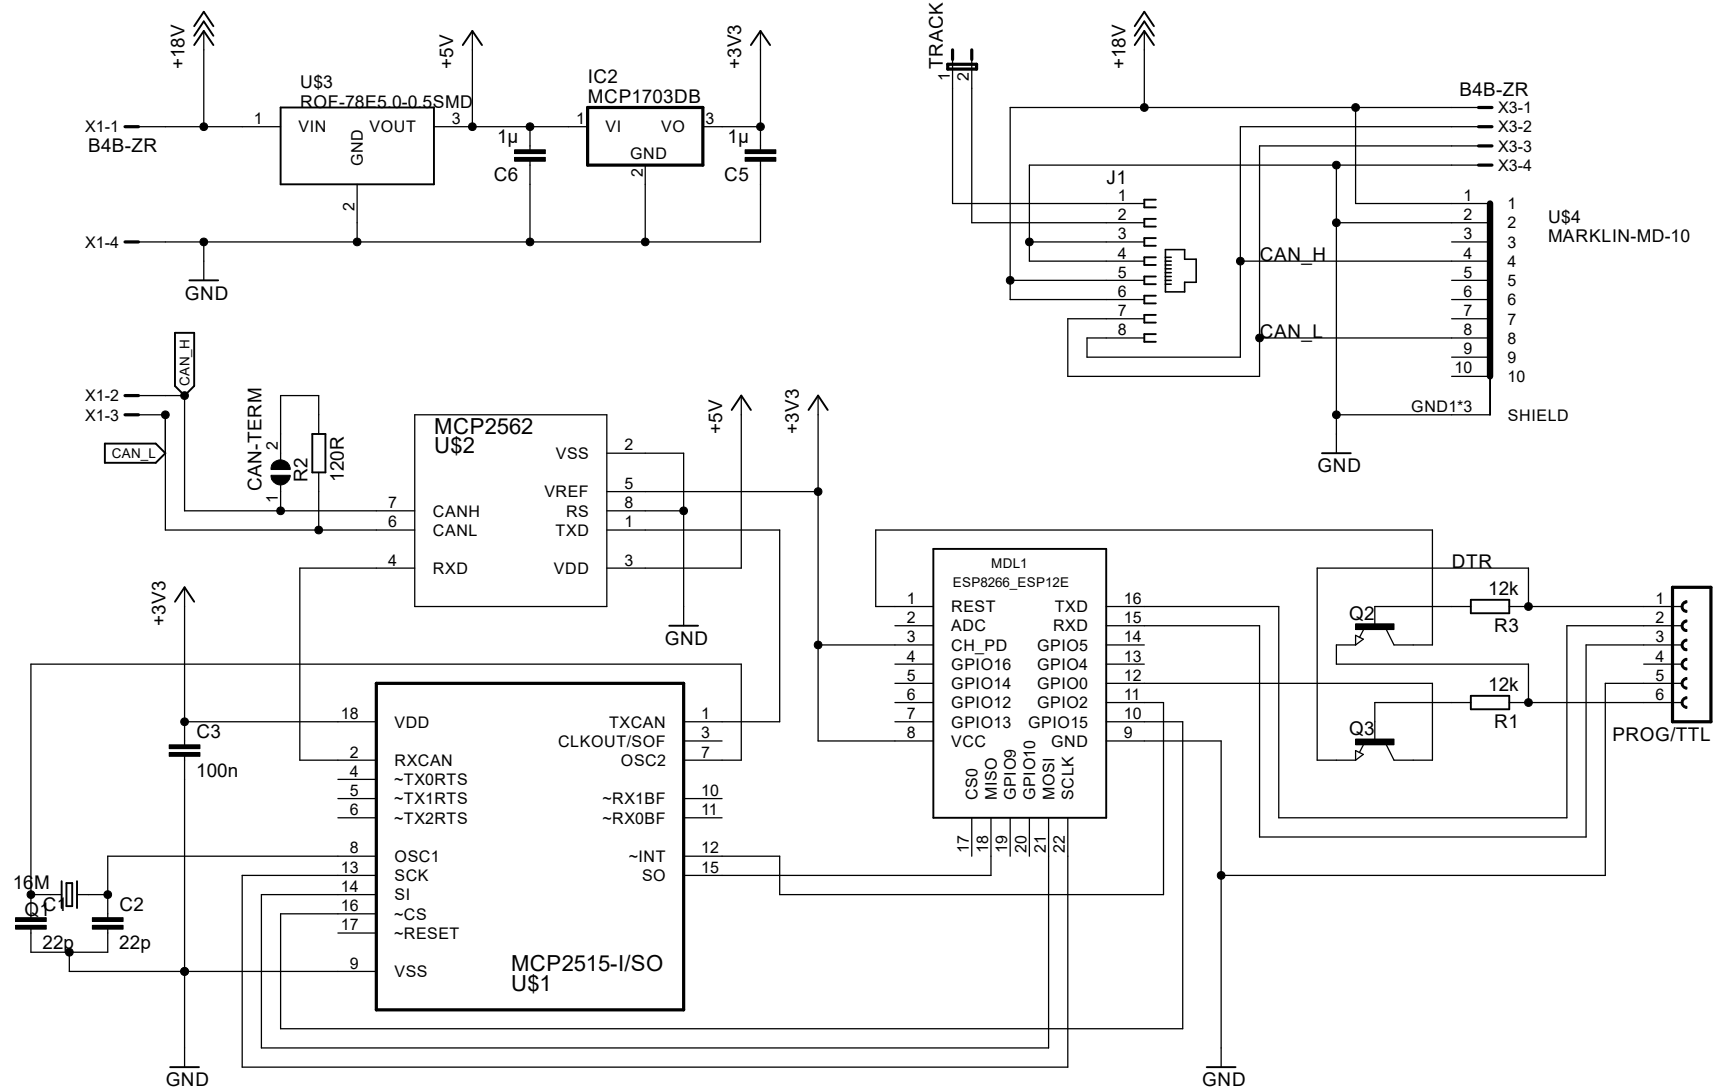 +18V
+5V
+3V3
U$3
ROF-78E5.0-0.5SMD
VIN
VOUT
GND
1
3
2
X1-1
B4B-ZR
X1-4
GND
1µ
C6
IC2
MCP1703DB
VI
VO
GND
1
3
2
1µ
C5
TRACK
1
2
+18V
B4B-ZR
X3-1
X3-2
X3-3
X3-4
J1
1
2
3
4
5
6
7
8
CAN_H
CAN_L
U$4
MARKLIN-MD-10
1 1
2 2
3 3
4 4
5 5
6 6
7 7
8 8
9 9
10 10
GND1*3
SHIELD
GND
X1-2
X1-3
CAN_H
CAN_L
CAN-TERM
2
1
R2
120R
MCP2562
U$2
7 CANH
6 CANL
4 RXD
VSS 2
VREF 5
RS 8
TXD 1
VDD 3
+5V
+3V3
GND
+3V3
C3
100n
MCP2515-I/SO
U$1
18 VDD
2 RXCAN
4 ~TX0RTS
5 ~TX1RTS
6 ~TX2RTS
8 OSC1
13 SCK
14 SI
16 ~CS
17 ~RESET
9 VSS
TXCAN 1
CLKOUT/SOF 3
OSC2 7
~RX1BF 10
~RX0BF 11
~INT 12
SO 15
16M
Q1
C1
22p
C2
22p
GND
MDL1
ESP8266_ESP12E
1 REST
2 ADC
3 CH_PD
4 GPIO16
5 GPIO14
6 GPIO12
7 GPIO13
8 VCC
TXD 16
RXD 15
GPIO5 14
GPIO4 13
GPIO0 12
GPIO2 11
GPIO15 10
GND 9
CS0 17
MISO 18
GPIO9 19
GPIO10 20
MOSI 21
SCLK 22
DTR
Q2
12k
R3
Q3
12k
R1
1
2
3
4
5
6
PROG/TTL
GND